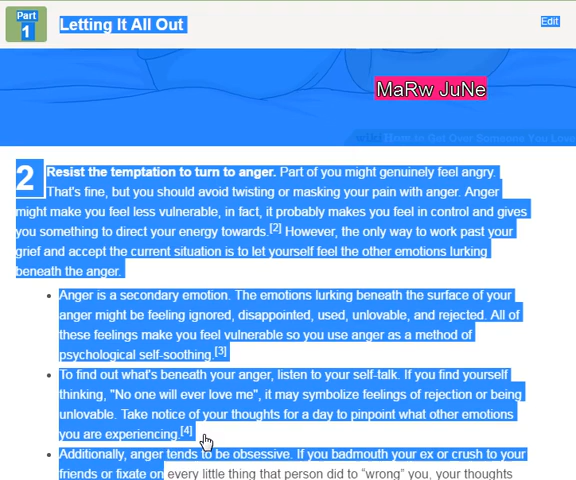 Part
1
Letting It All Out
Edit
MaRw JuNe
wikiHow to Get Over Someone You Love
2
Resist the temptation to turn to anger. Part of you might genuinely feel angry.
That's fine, but you should avoid twisting or masking your pain with anger. Anger
might make you feel less vulnerable, in fact, it probably makes you feel in control and gives
you something to direct your energy towards.[2] However, the only way to work past your
grief and accept the current situation is to let yourself feel the other emotions lurking
beneath the anger.
Anger is a secondary emotion. The emotions lurking beneath the surface of your
anger might be feeling ignored, disappointed, used, unlovable, and rejected. All of
these feelings make you feel vulnerable so you use anger as a method of
psychological self-soothing.[3]
To find out what's beneath your anger, listen to your self-talk. If you find yourself
thinking, "No one will ever love me", it may symbolize feelings of rejection or being
unlovable. Take notice of your thoughts for a day to pinpoint what other emotions
you are experiencing.[4]
Additionally, anger tends to be obsessive. If you badmouth your ex or crush to your
friends or fixate on every little thing that person did to “wrong” you, your thoughts